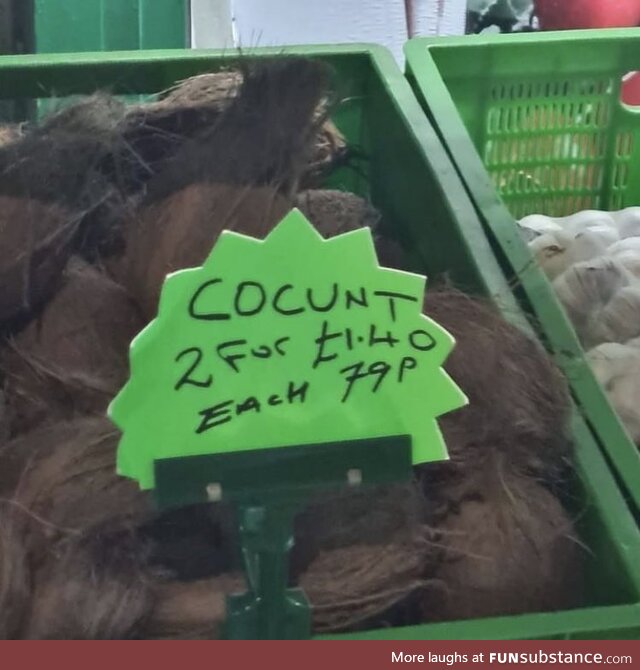 COCUNT
2 For £1.40
EACH 79P
More laughs at FUNsubstance.com